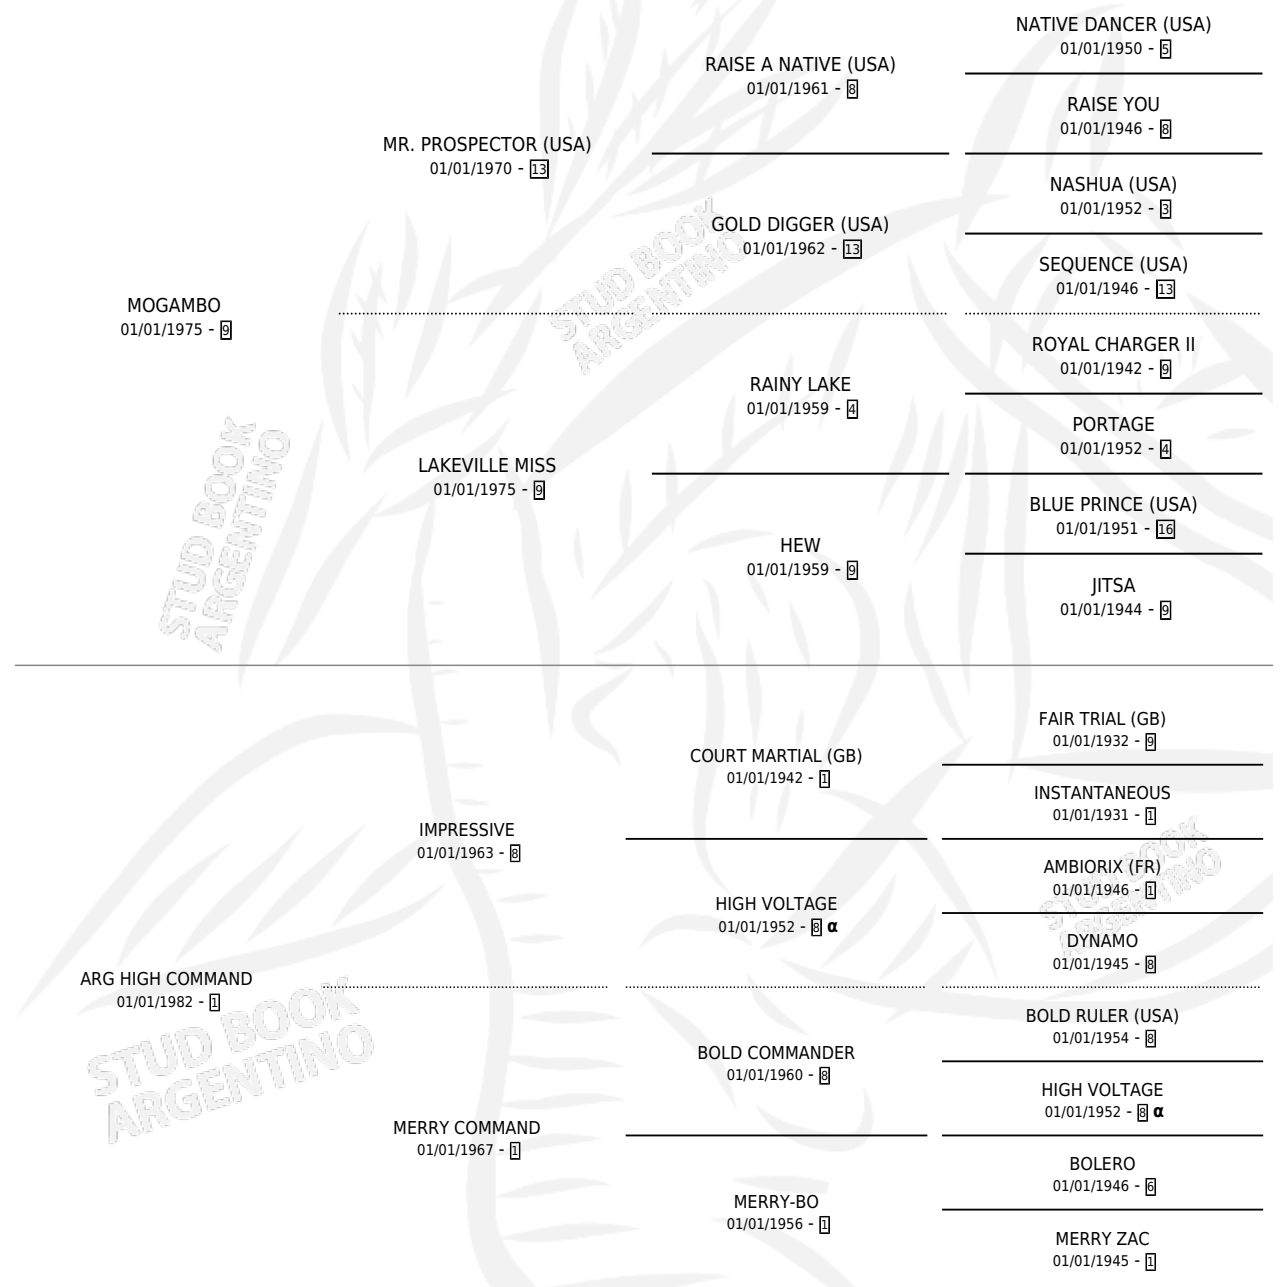 NATIVE DANCER (USA)
01/01/1950 - 5
RAISE A NATIVE (USA)
01/01/1961 - 8
RAISE YOU
01/01/1946 - 8
MR. PROSPECTOR (USA)
01/01/1970 - 13
NASHUA (USA)
01/01/1952 - 3
GOLD DIGGER (USA)
01/01/1962 - 13
SEQUENCE (USA)
01/01/1946 - 13
MOGAMBO
01/01/1975 - 9
ROYAL CHARGER II
01/01/1942 - 9
RAINY LAKE
01/01/1959 - 4
PORTAGE
01/01/1952 - 4
LAKEVILLE MISS
01/01/1975 - 9
BLUE PRINCE (USA)
01/01/1951 - 16
HEW
01/01/1959 - 9
JITSA
01/01/1944 - 9
FAIR TRIAL (GB)
01/01/1932 - 9
COURT MARTIAL (GB)
01/01/1942 - 1
INSTANTANEOUS
01/01/1931 - 1
IMPRESSIVE
01/01/1963 - 8
AMBIORIX (FR)
01/01/1946 - 1
HIGH VOLTAGE
01/01/1952 - 8 α
DYNAMO
01/01/1945 - 8
ARG HIGH COMMAND
01/01/1982 - 1
BOLD RULER (USA)
01/01/1954 - 8
BOLD COMMANDER
01/01/1960 - 8
HIGH VOLTAGE
01/01/1952 - 8 α
MERRY COMMAND
01/01/1967 - 1
BOLERO
01/01/1946 - 6
MERRY-BO
01/01/1956 - 1
MERRY ZAC
01/01/1945 - 1
STUD BOOK
ARGENTINO
STUD BOOK
ARGENTINO
STUD BOOK
ARGENTINO
STUD BOOK
ARGENTINO